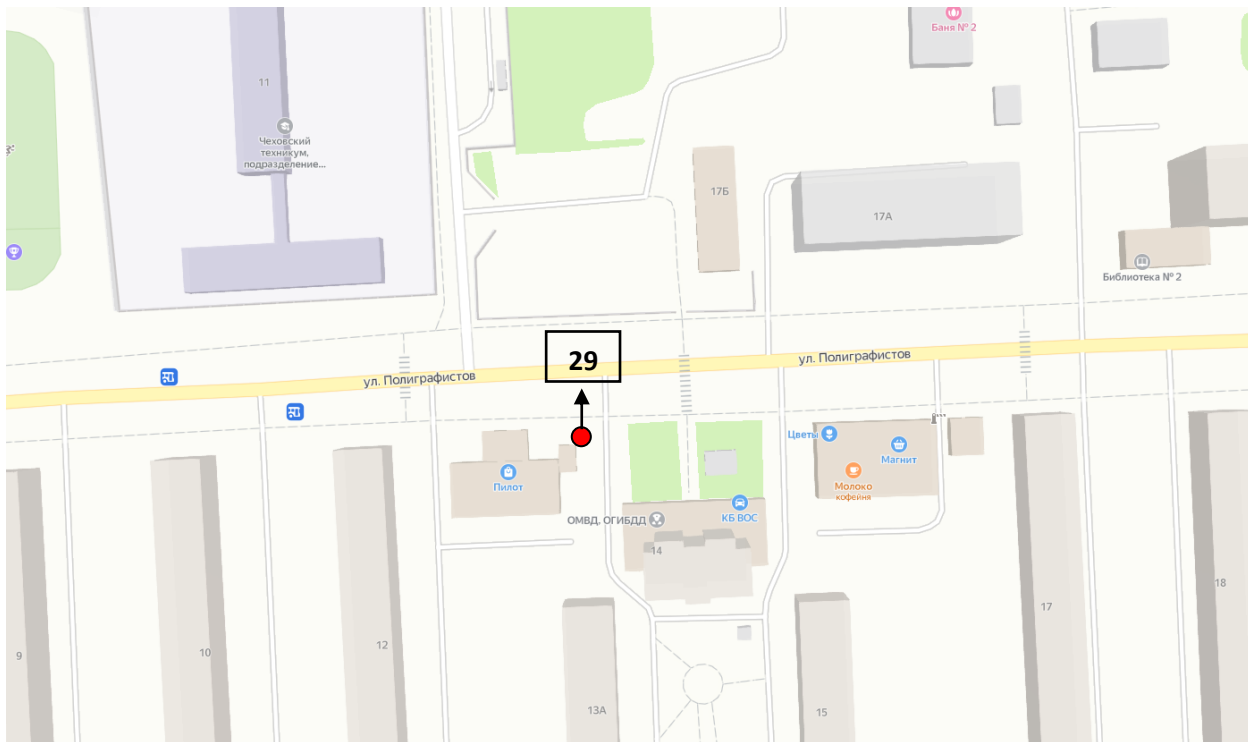 Баня № 2
11
Чеховский
техникум,
подразделение...
17Б
17А
Библиотека № 2
29
ул. Полиграфистов
ул. Полиграфистов
Цветы
Магнит
Молоко
кофейня
Пилот
ОМВД, ОГИБДД
КБ ВОС
14
9
10
12
13А
15
17
18